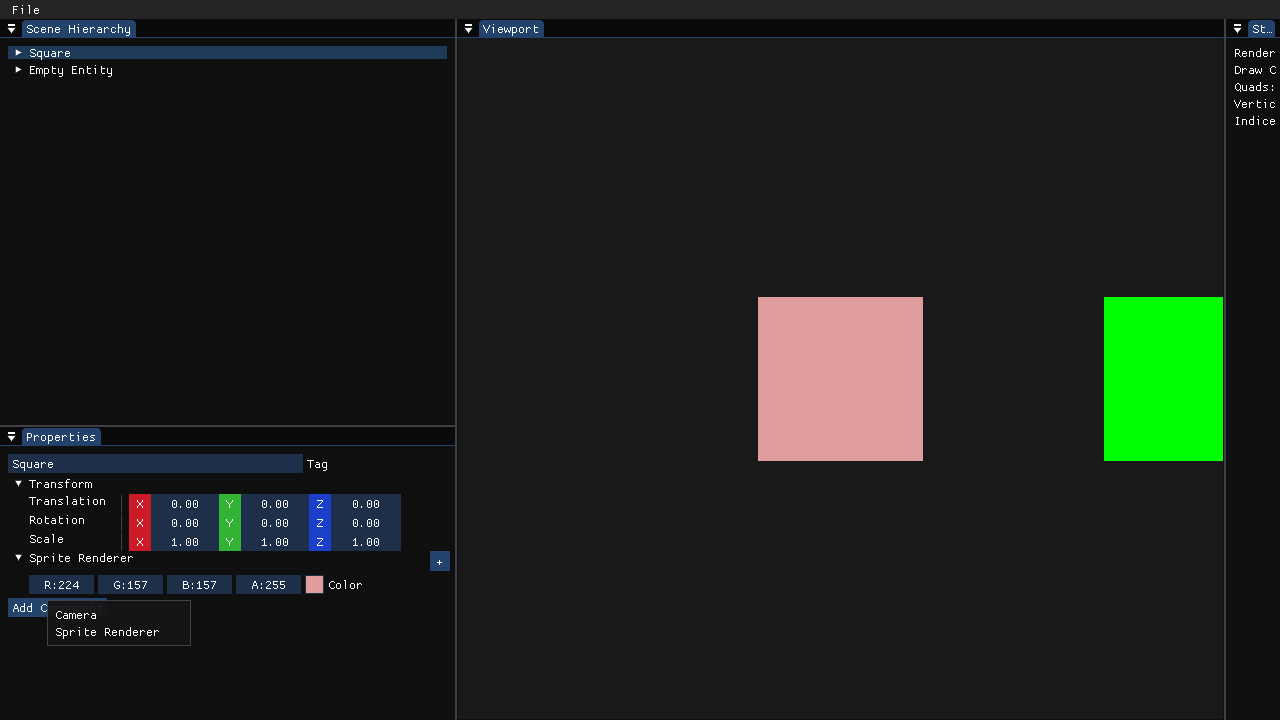 File
Scene Hierarchy
Square
Empty Entity
Viewport
St…
Render
Draw C
Quads:
Vertic
Indice
Properties
Square Tag
Transform
Translation X 0.00 Y 0.00 Z 0.00
Rotation X 0.00 Y 0.00 Z 0.00
Scale X 1.00 Y 1.00 Z 1.00
Sprite Renderer +
R:224 G:157 B:157 A:255 Color
Add C
Camera
Sprite Renderer